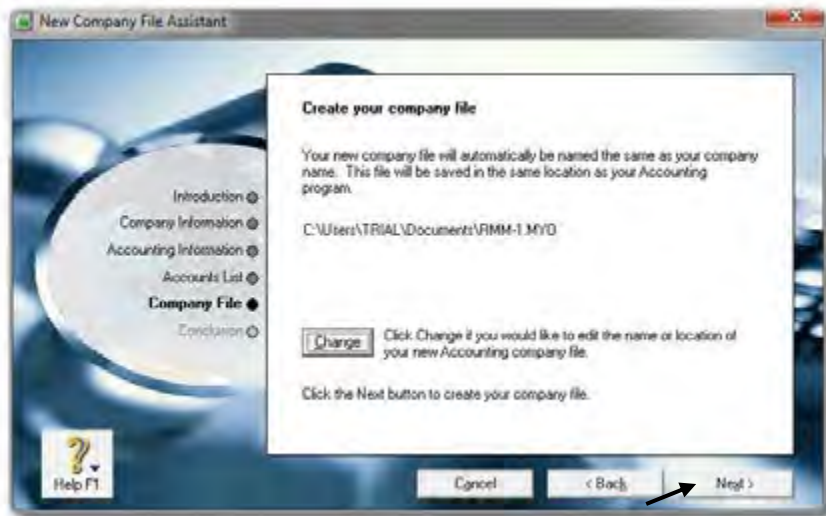 New Company File Assistant
Create your company file
Your new company file will automatically be named the same as your company
name. This file will be saved in the same location as your Accounting
program.
C:\Users\TRIAL\Documents\RMM-1.MYO
Introduction
Company Information
Accounting Information
Accounts List
Company File
Conclusion
Change
Click Change if you would like to edit the name or location of
your new Accounting company file.
Click the Next button to create your company file.
?
Help F1
Cancel
< Back
Next >